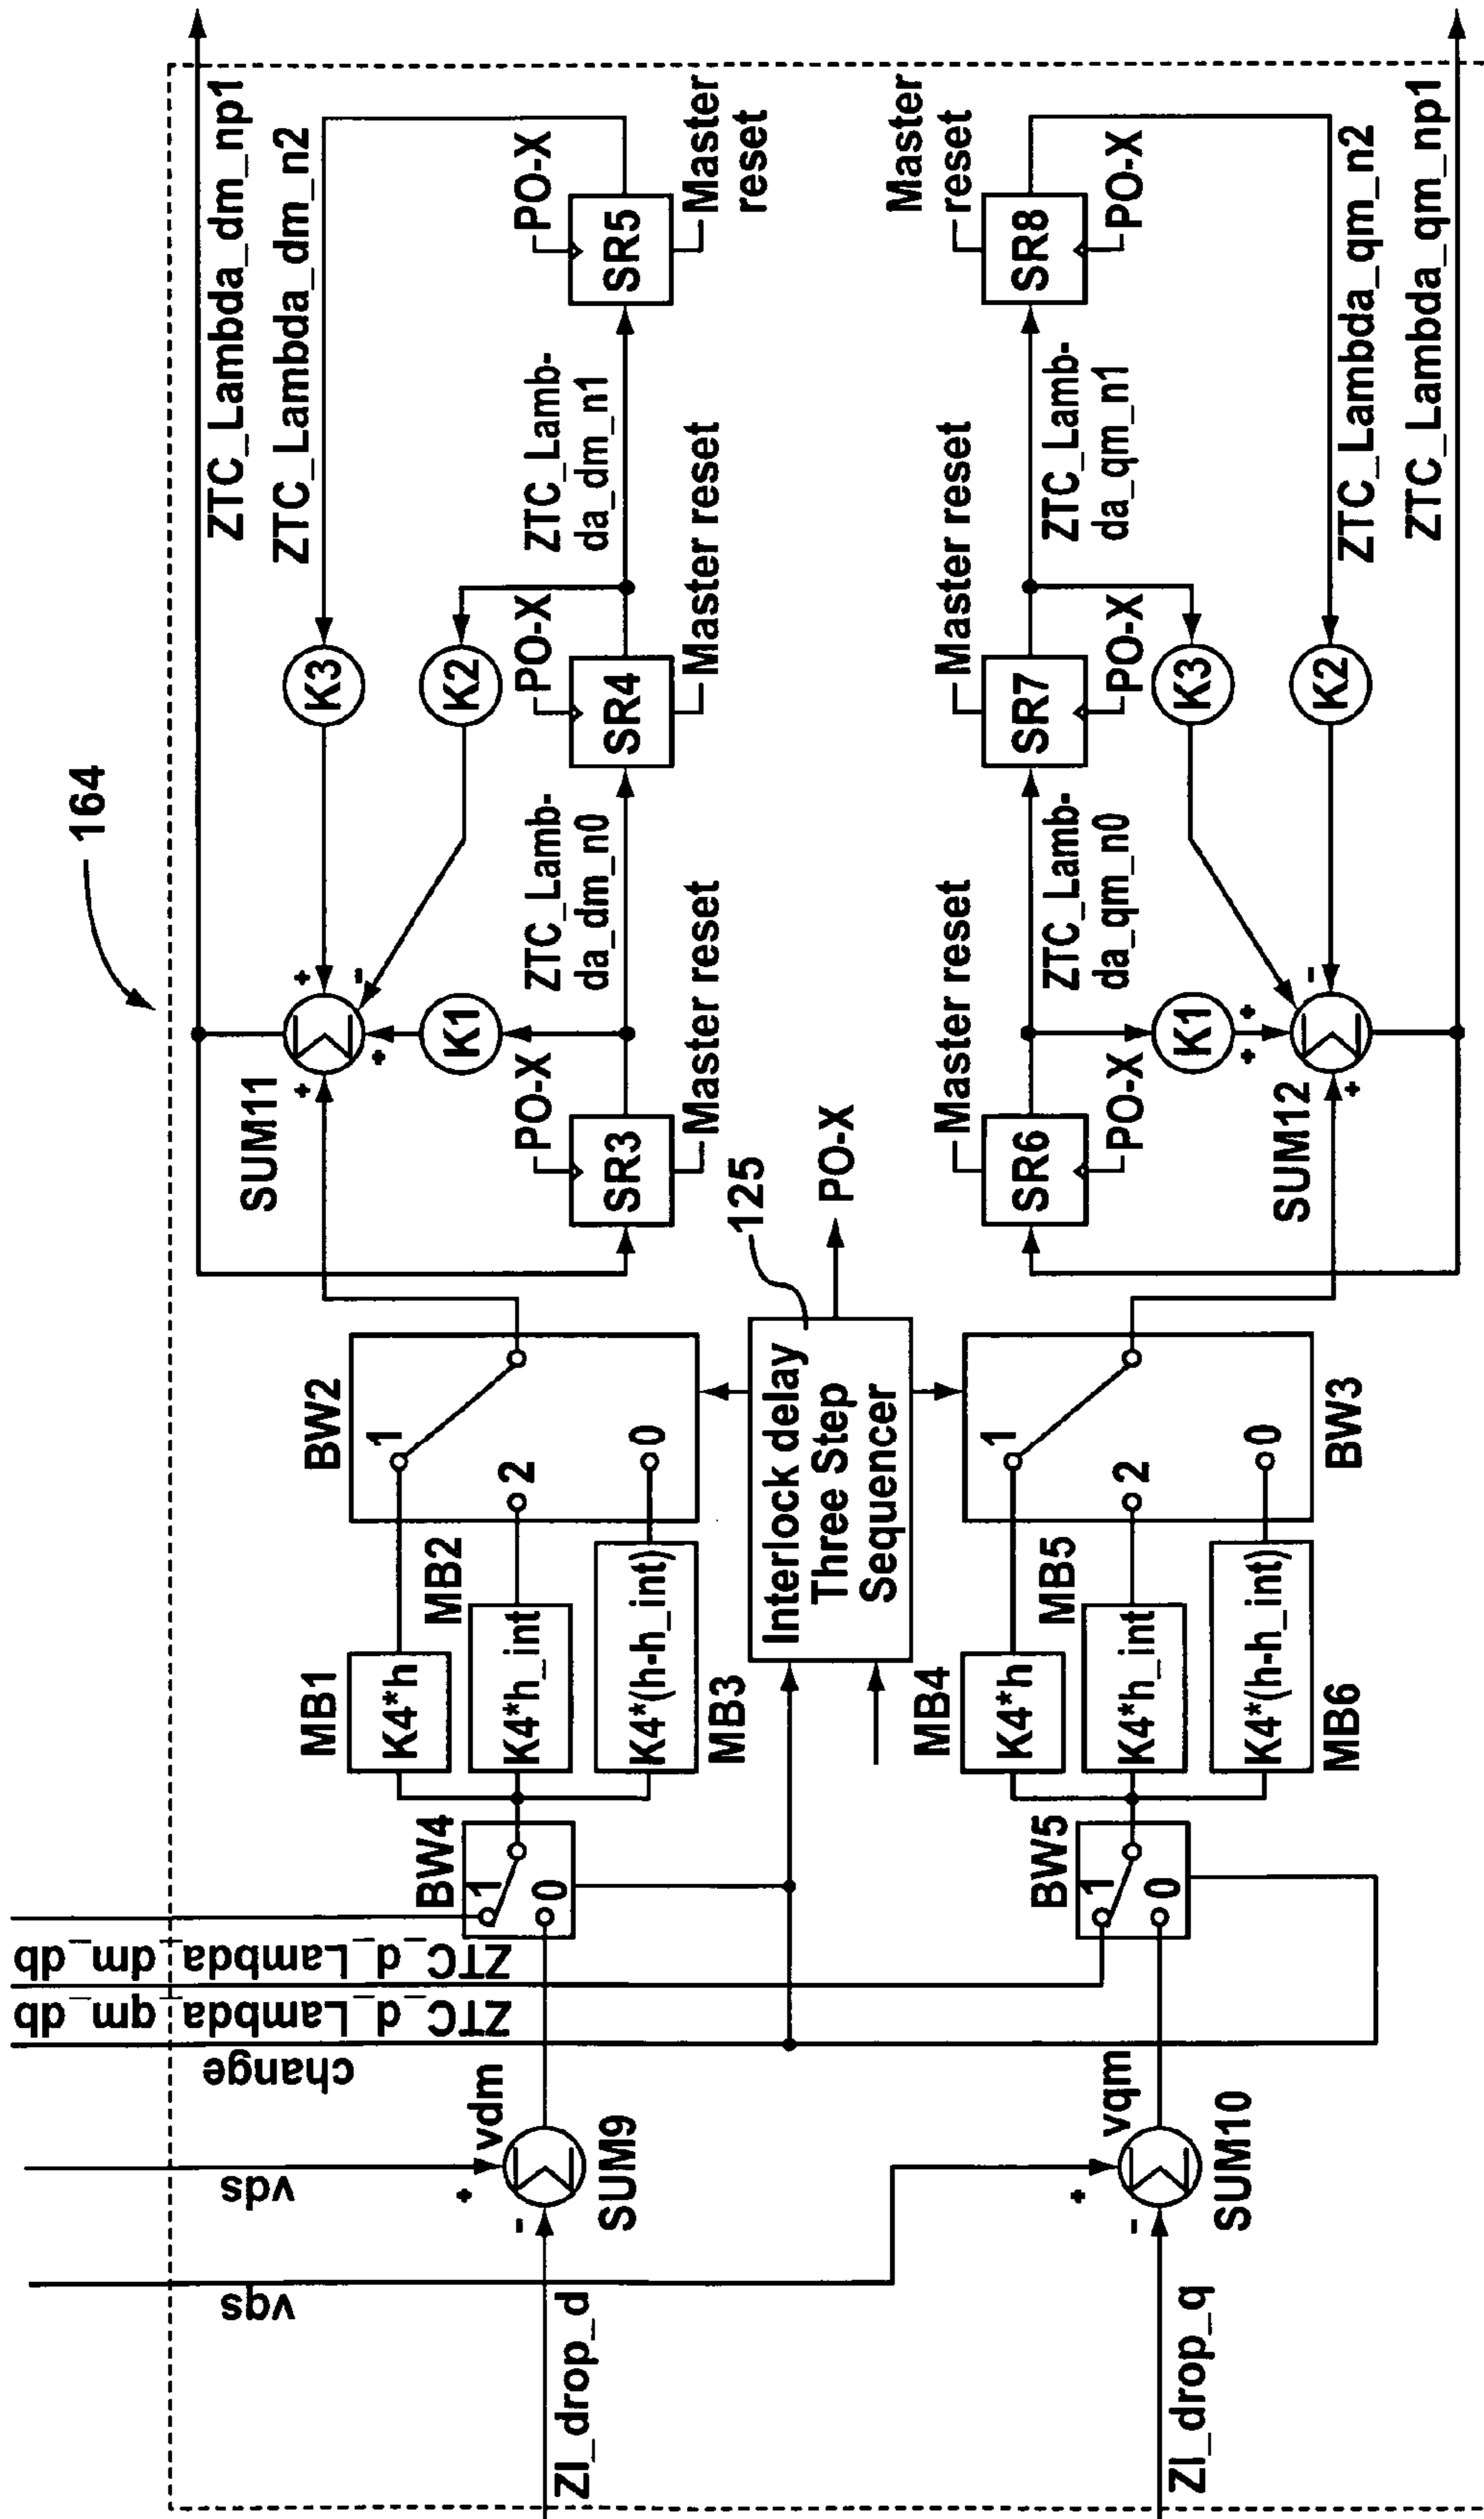 164
ZTC_Lambda_dm_np1
ZTC_Lambda_dm_n2
K3
K2
K1
+
-
+
+
SUM11
PO-X
SR3
Master reset
ZTC_Lamb-
da_dm_n0
PO-X
SR4
Master reset
ZTC_Lamb-
da_dm_n1
PO-X
SR5
Master
reset
vqs
vds
change
ZTC_d_Lambda_qm_db
ZTC_d_Lambda_dm_db
ZI_drop_d
-
+
vdm
SUM9
BW4
1
0
MB1
K4*h
MB2
K4*h_int
K4*(h-h_int)
MB3
BW2
1
2
0
Interlock delay
Three Step
Sequencer
125
PO-X
ZI_drop_q
-
+
vqm
SUM10
BW5
1
0
MB4
K4*h
MB5
K4*h_int
K4*(h-h_int)
MB6
1
2
0
BW3
Master reset
SR6
PO-X
ZTC_Lamb-
da_qm_n0
Master reset
SR7
PO-X
ZTC_Lamb-
da_qm_n1
Master
reset
SR8
PO-X
K1
K3
K2
+
+
-
+
SUM12
ZTC_Lambda_qm_n2
ZTC_Lambda_qm_np1